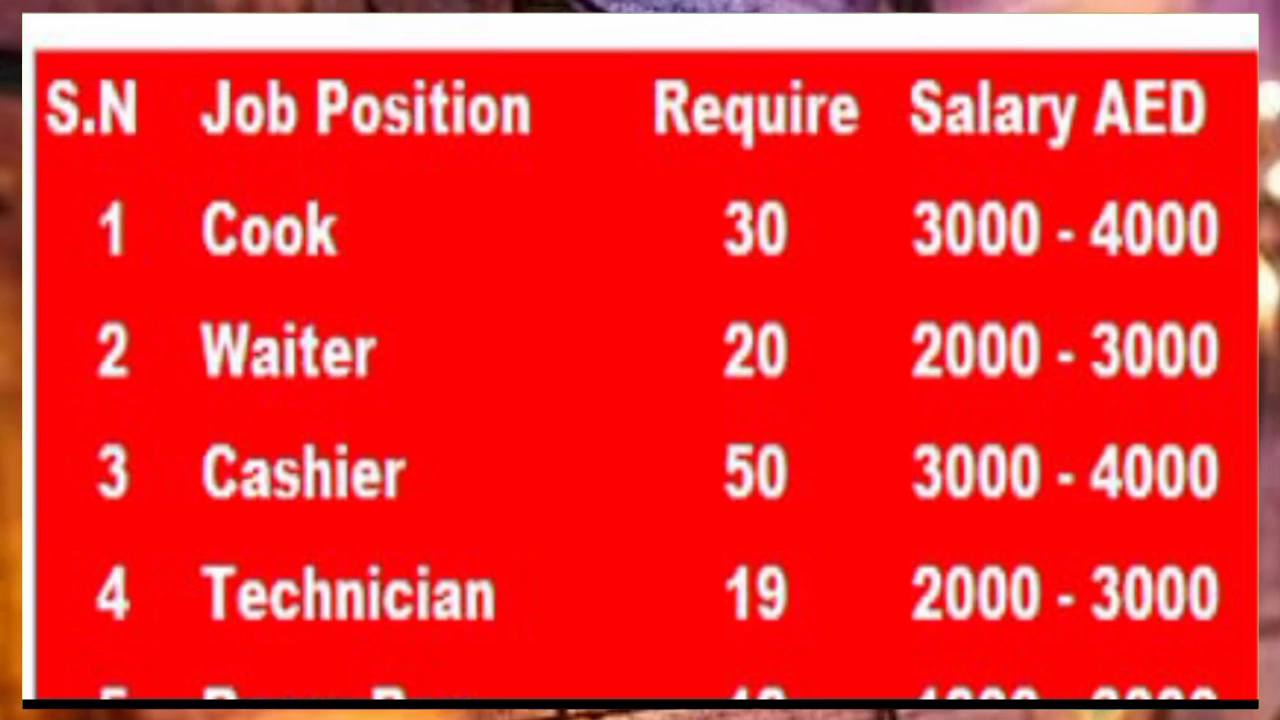 S.N Job Position Require Salary AED
1 Cook 30 3000 - 4000
2 Waiter 20 2000 - 3000
3 Cashier 50 3000 - 4000
4 Technician 19 2000 - 3000